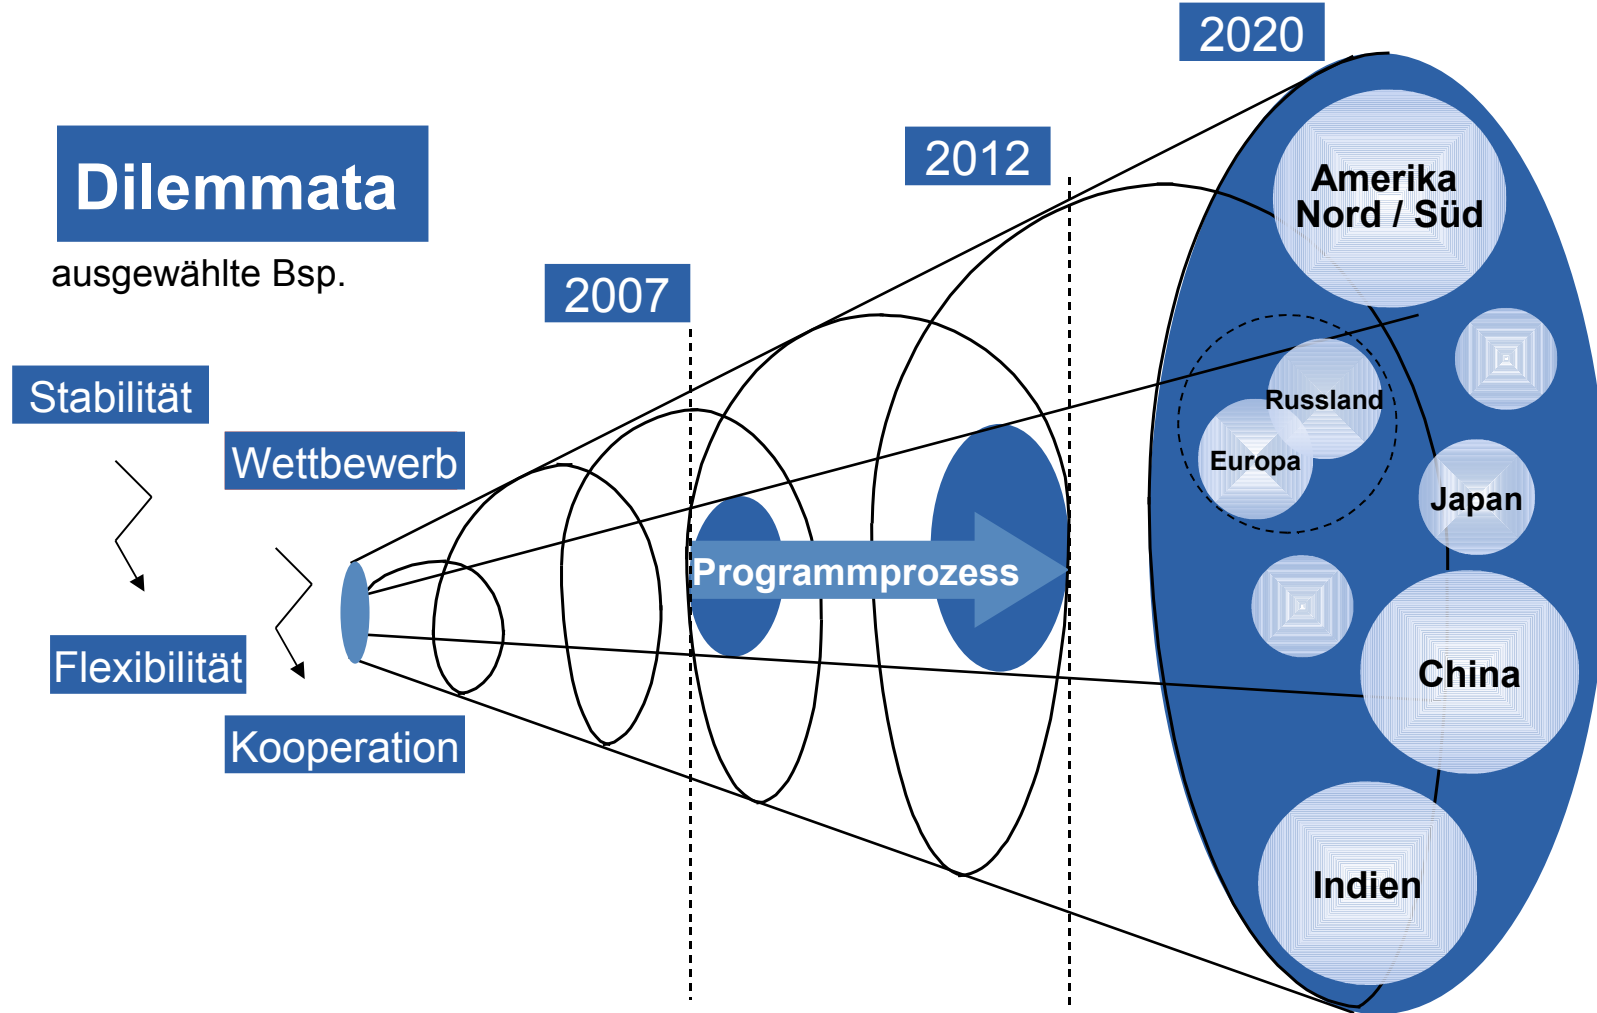 Dilemmata
ausgewählte Bsp.
Stabilität
Flexibilität
Wettbewerb
Kooperation
2007
2012
2020
Programmprozess
Amerika
Nord / Süd
Russland
Europa
Japan
China
Indien